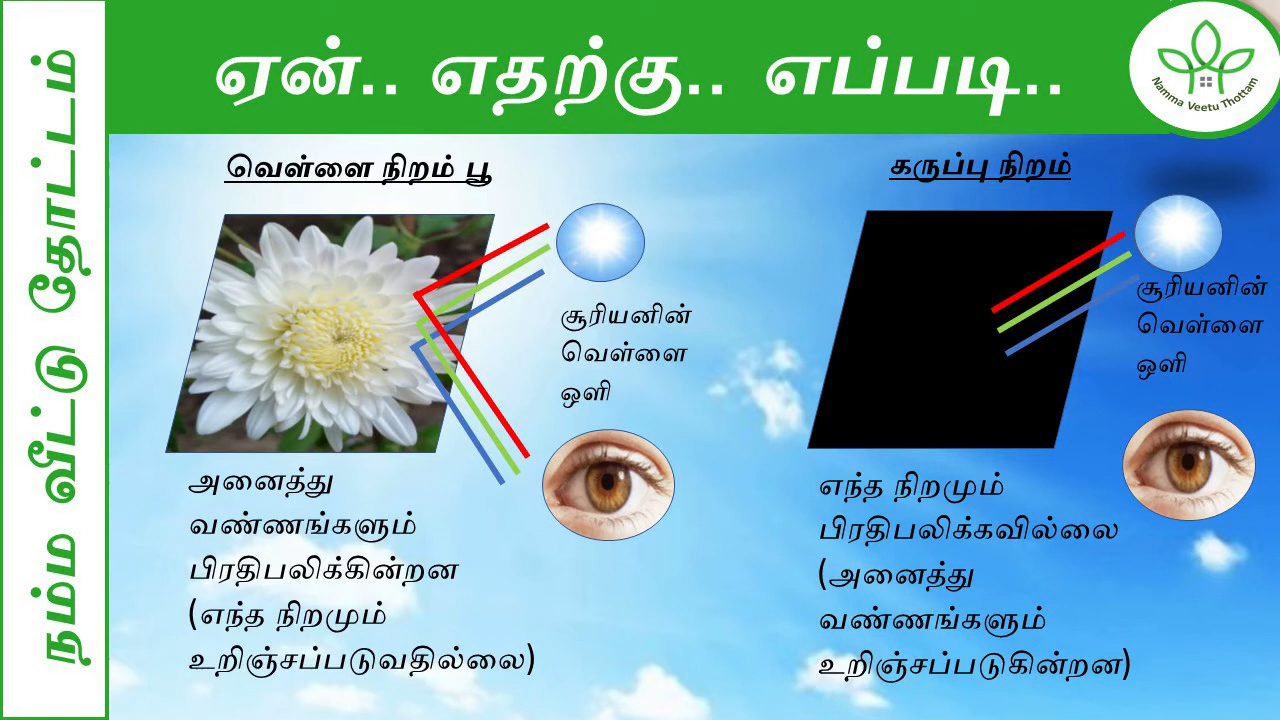 ஏன்.. எதற்கு.. எப்படி..
Namma Veetu Thottam
நம்ம வீட்டு தோட்டம்
வெள்ளை நிறம் பூ
சூரியனின்
வெள்ளை
ஒளி
அனைத்து
வண்ணங்களும்
பிரதிபலிக்கின்றன
(எந்த நிறமும்
உறிஞ்சப்படுவதில்லை)
கருப்பு நிறம்
சூரியனின்
வெள்ளை
ஒளி
எந்த நிறமும்
பிரதிபலிக்கவில்லை
(அனைத்து
வண்ணங்களும்
உறிஞ்சப்படுகின்றன)